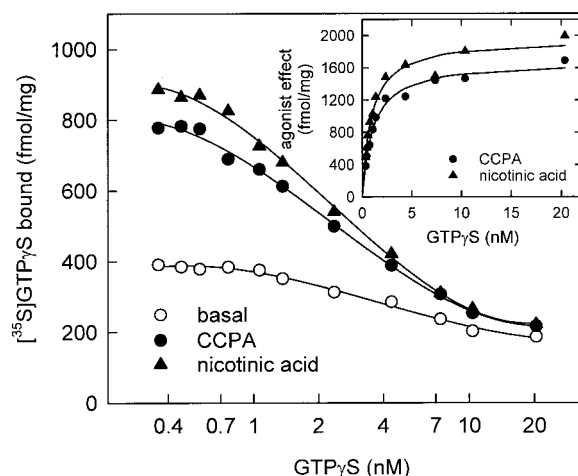 1000
800
600
400
200
0
[³⁵S]GTPγS bound (fmol/mg)
basal
CCPA
nicotinic acid
0.4 0.7 1 2 4 7 10 20
GTPγS (nM)
2000
1600
1200
800
400
0
agonist effect
(fmol/mg)
CCPA
nicotinic acid
0 5 10 15 20
GTPγS (nM)